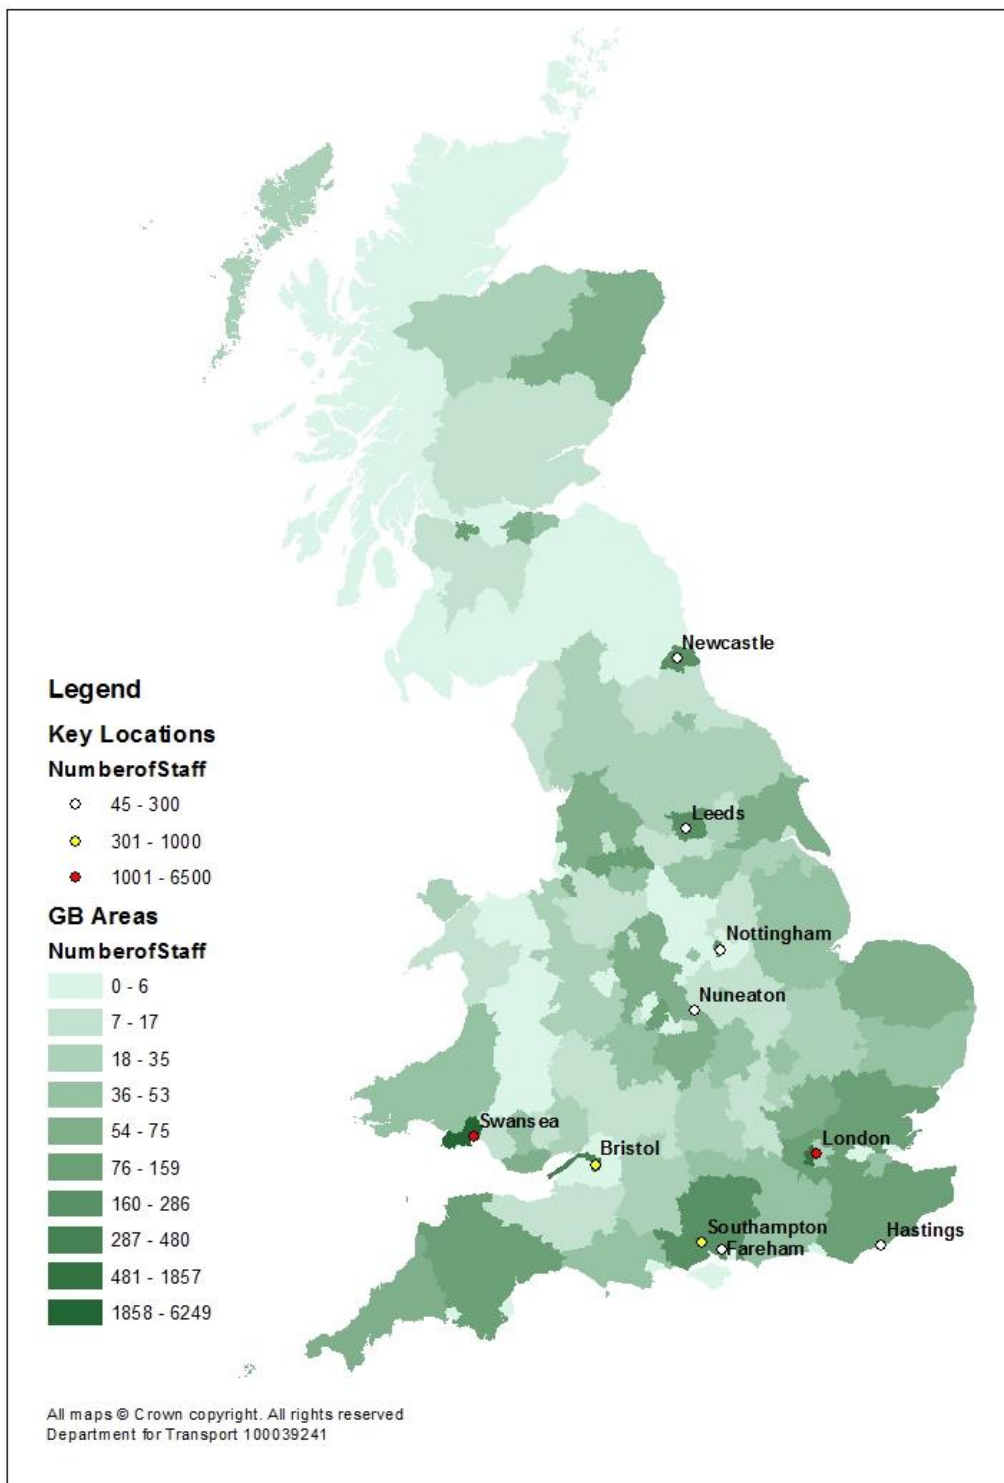 Newcastle
Leeds
Nottingham
Nuneaton
Swansea
Bristol
London
Southampton
Fareham
Hastings
Legend
Key Locations
NumberofStaff
45 - 300
301 - 1000
1001 - 6500
GB Areas
NumberofStaff
0 - 6
7 - 17
18 - 35
36 - 53
54 - 75
76 - 159
160 - 286
287 - 480
481 - 1857
1858 - 6249
All maps © Crown copyright. All rights reserved
Department for Transport 100039241